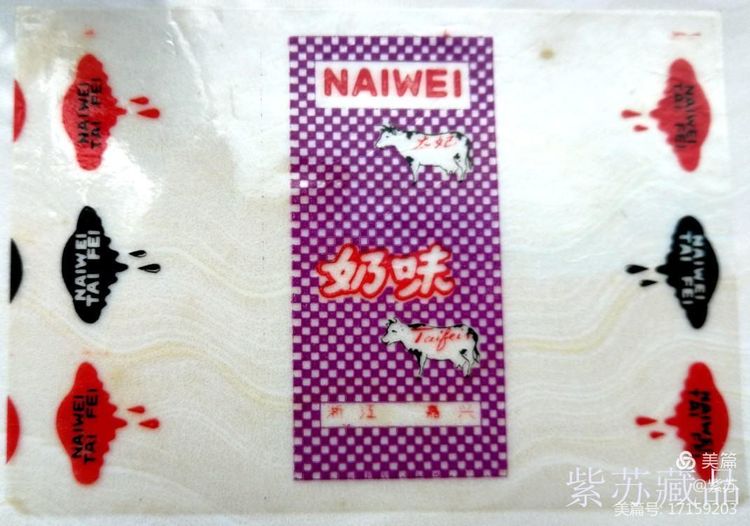 NAIWEI
太妃
奶味
Taifei
浙江 嘉兴
NAIWEI
TAI FEI
NAIWEI
TAI FEI
NAIWEI
TAI FEI
NAIWEI
TAI FEI
NAIWEI
TAI FEI
NAIWEI
TAI FEI
美篇
@紫苏
紫苏藏品
美篇号: 17159203